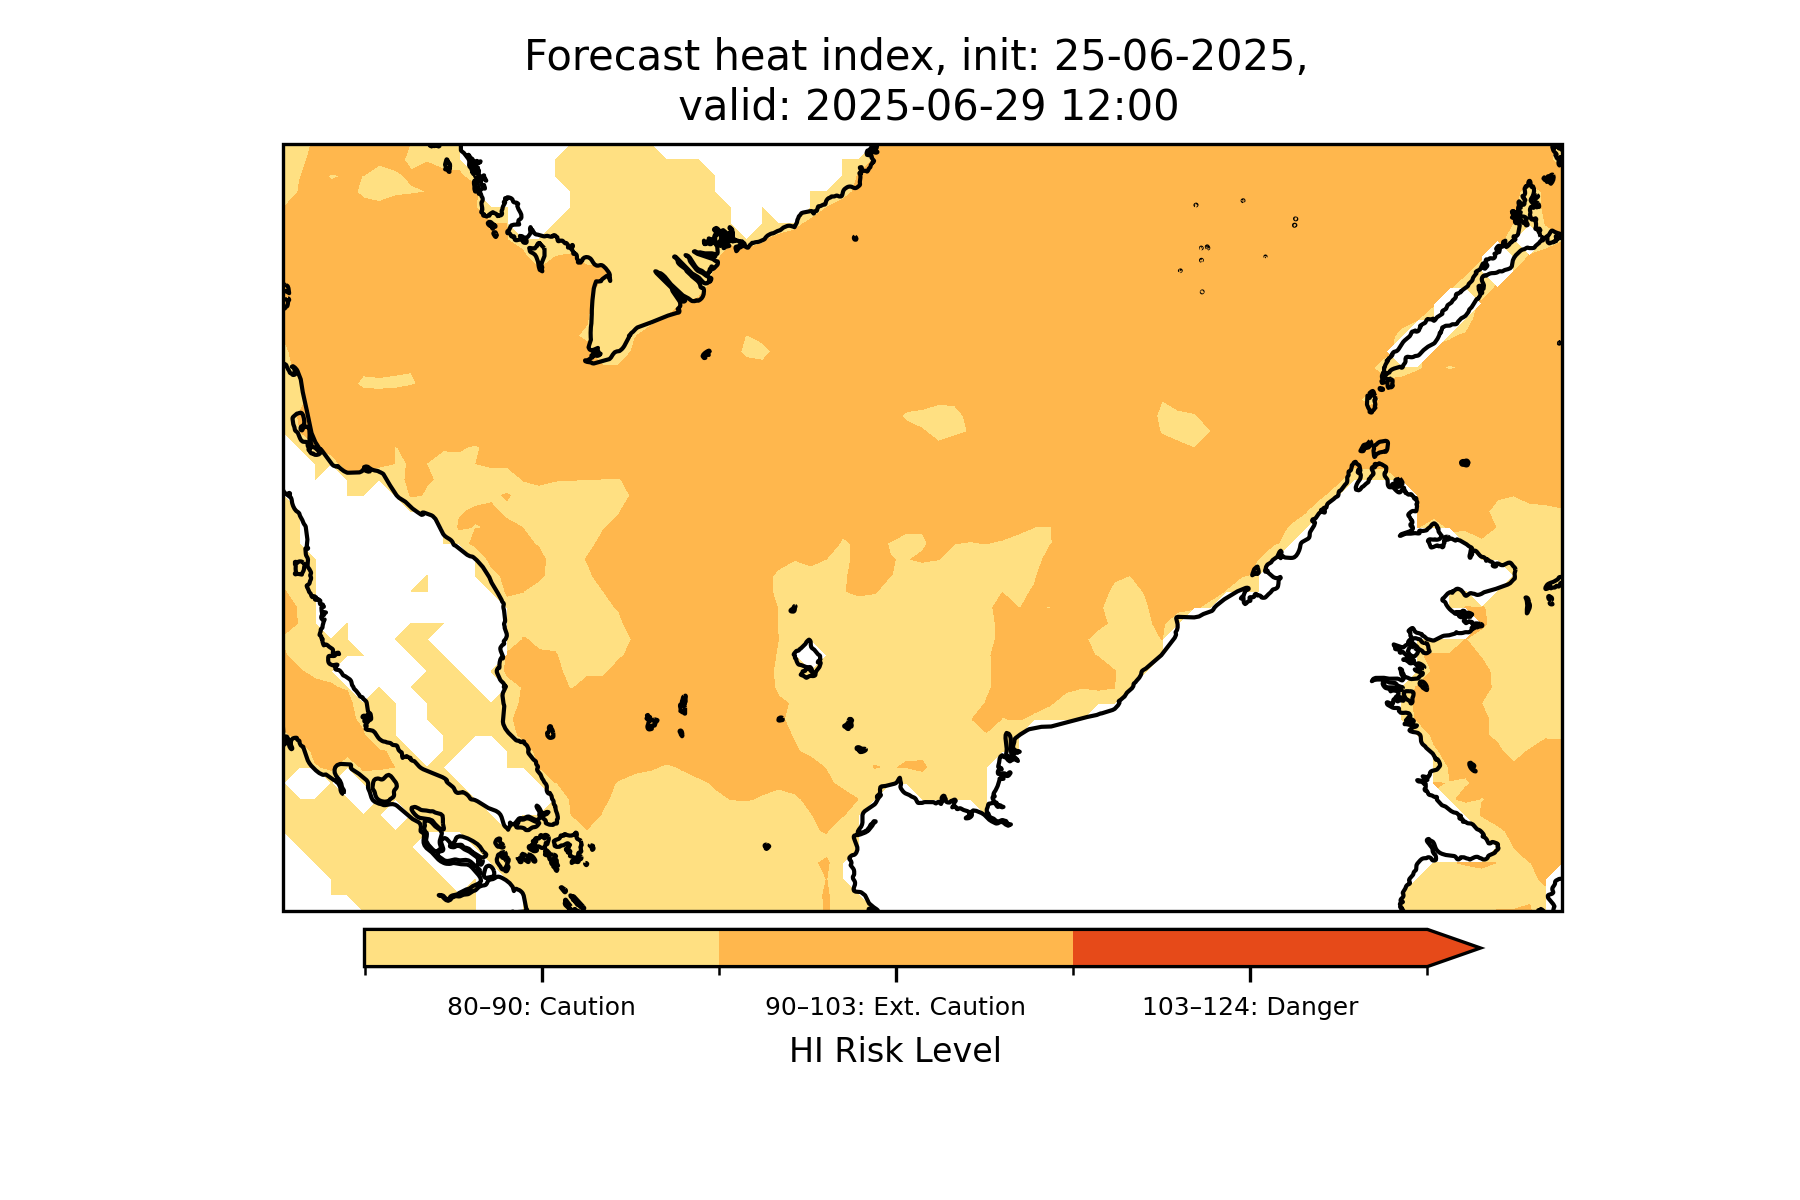 Forecast heat index, init: 25-06-2025,
valid: 2025-06-29 12:00
80–90: Caution
90–103: Ext. Caution
103–124: Danger
HI Risk Level